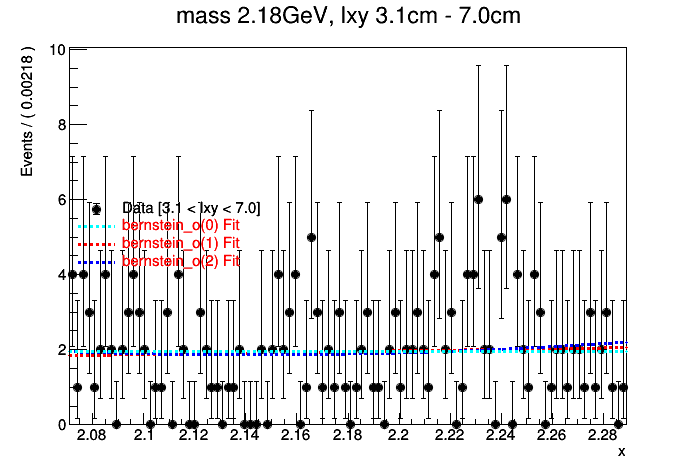 mass 2.18GeV, lxy 3.1cm - 7.0cm
Events / ( 0.00218 )
10
8
6
4
2
0
Data [3.1 < lxy < 7.0]
bernstein_o(0) Fit
bernstein_o(1) Fit
bernstein_o(2) Fit
2.08 2.1 2.12 2.14 2.16 2.18 2.2 2.22 2.24 2.26 2.28
x